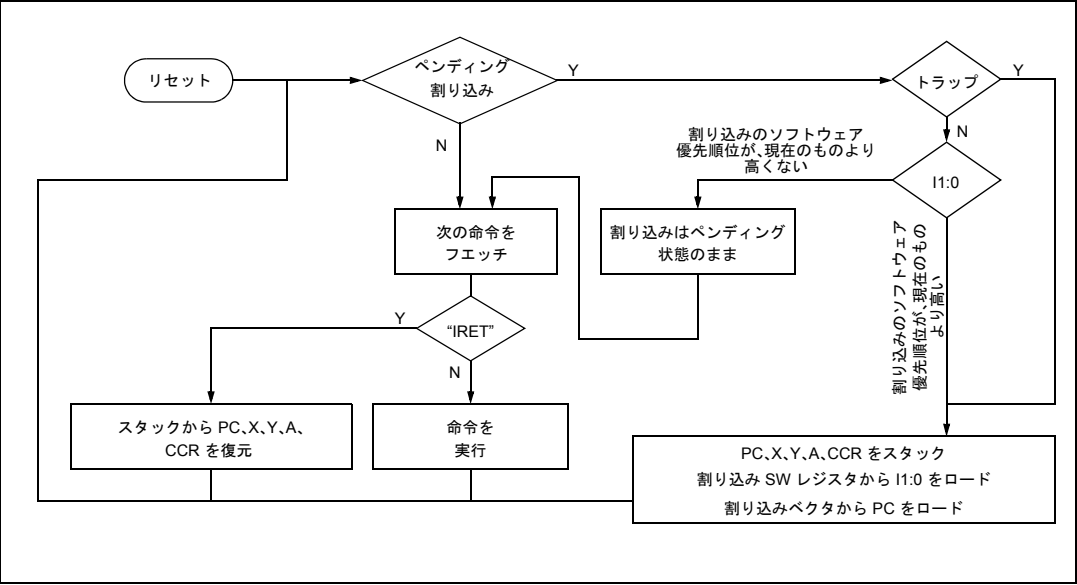 リセット
ペンディング
割り込み
Y
トラップ
Y
N
N
割り込みのソフトウェア
優先順位が、現在のものより
高くない
I1:0
次の命令を
フエッチ
割り込みはペンディング
状態のまま
割り込みのソフトウェア
優先順位が、現在のもの
より高い
Y
“IRET”
N
スタックから PC、X、Y、A、
CCR を復元
命令を
実行
PC、X、Y、A、CCR をスタック
割り込み SW レジスタから I1:0 をロード
割り込みベクタから PC をロード